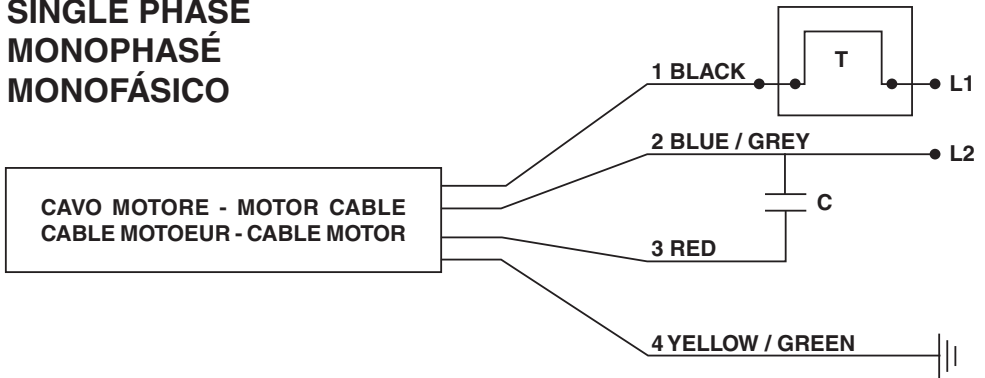 SINGLE PHASE
MONOPHASÉ
MONOFÁSICO
1 BLACK
T
L1
2 BLUE / GREY
L2
C
CAVO MOTORE - MOTOR CABLE
CABLE MOTOEUR - CABLE MOTOR
3 RED
4 YELLOW / GREEN